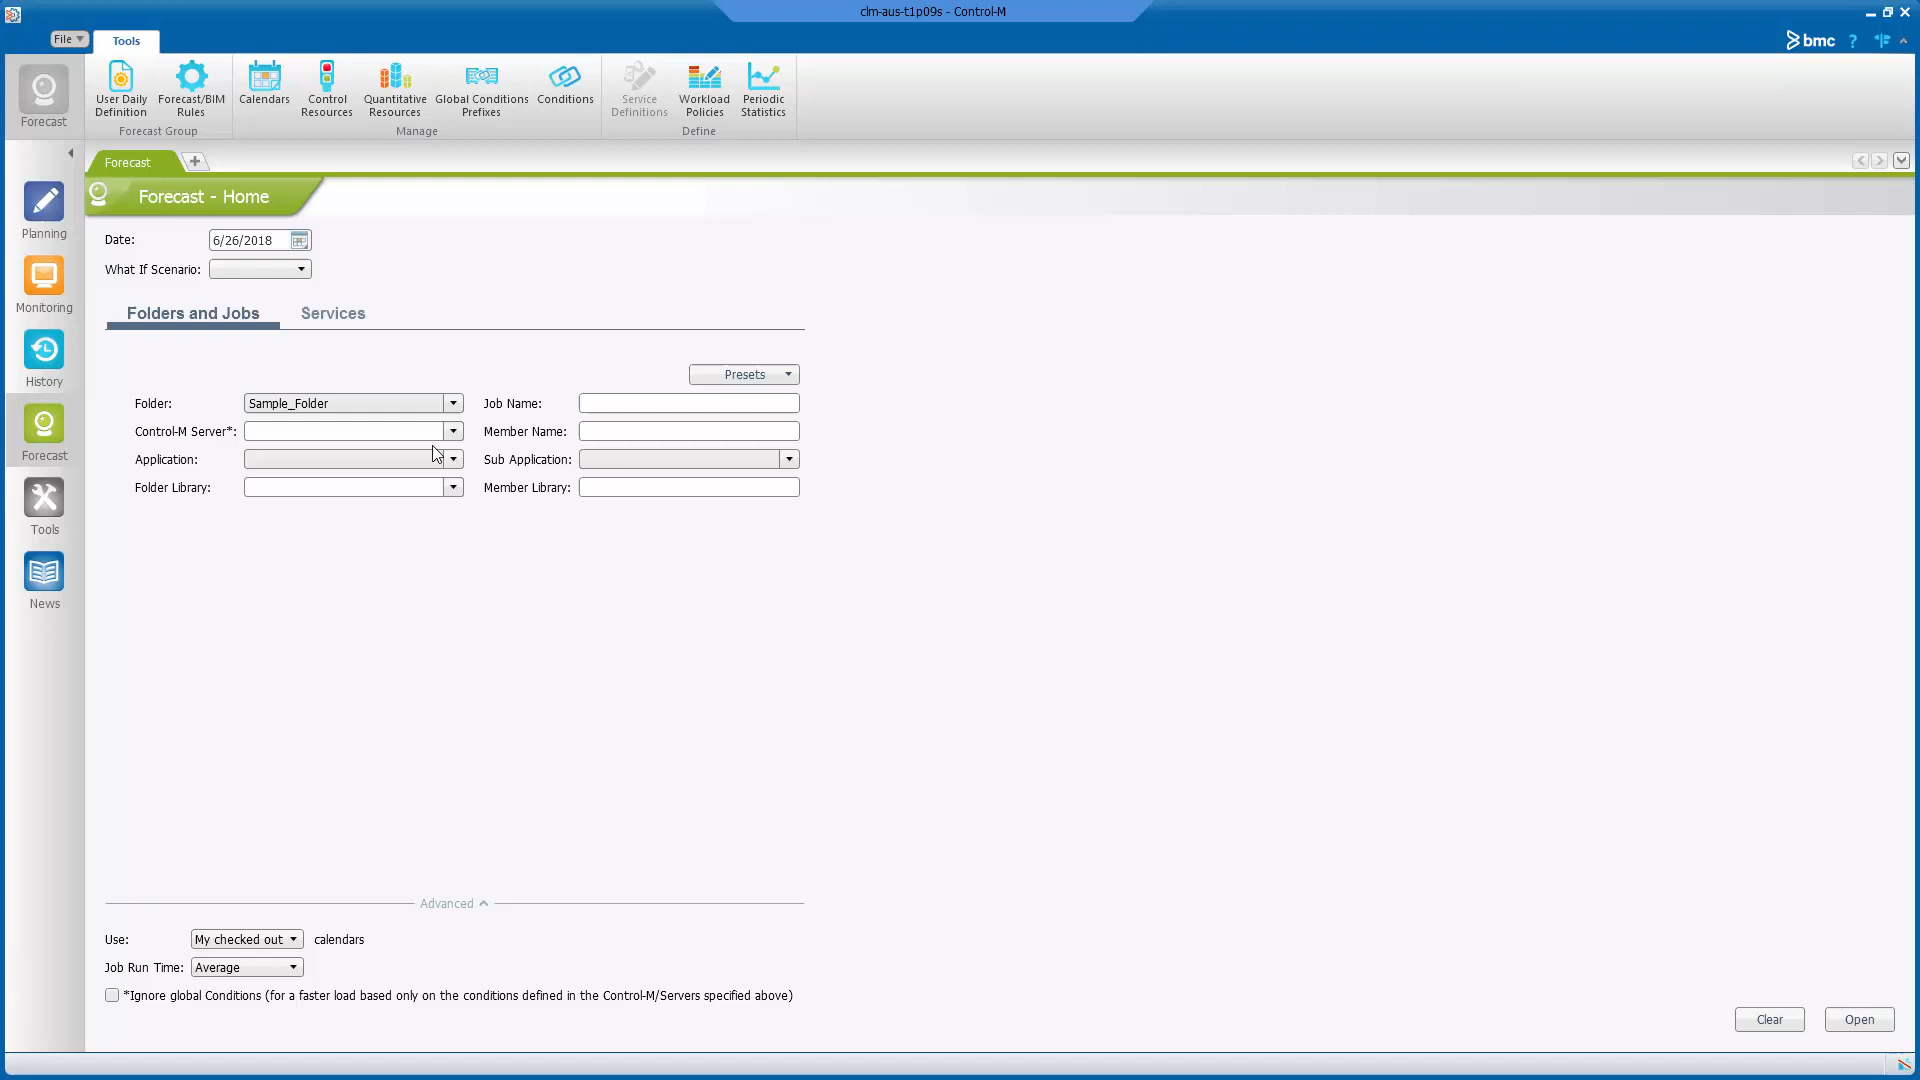 clm-aus-t1p09s - Control-M
File
Tools
bmc
?
Forecast
User Daily Definition
Forecast/BIM Rules
Calendars
Control Resources
Quantitative Resources
Global Conditions Prefixes
Conditions
Service Definitions
Workload Policies
Periodic Statistics
Forecast Group
Manage
Define
Forecast
+
Forecast - Home
Planning
Monitoring
History
Forecast
Tools
News
Date: 6/26/2018
What If Scenario:
Folders and Jobs Services
Presets
Folder: Sample_Folder Job Name:
Control-M Server*: Member Name:
Application: Sub Application:
Folder Library: Member Library:
Advanced
Use: My checked out calendars
Job Run Time: Average
*Ignore global Conditions (for a faster load based only on the conditions defined in the Control-M/Servers specified above)
Clear Open